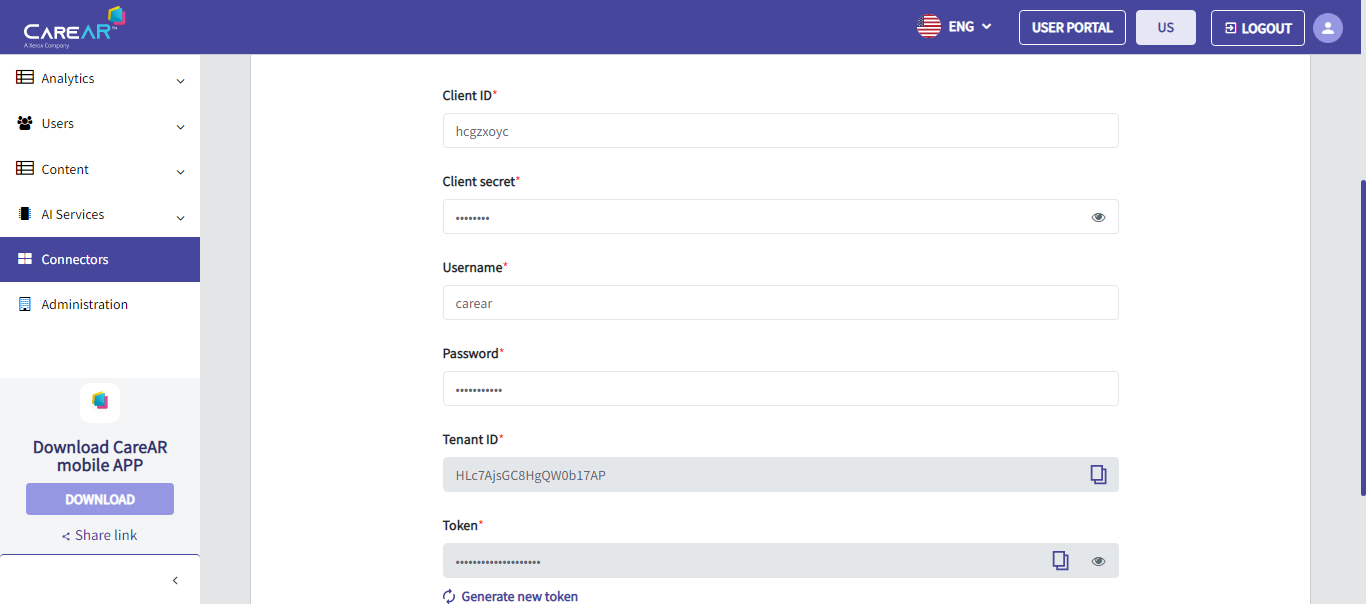 CAREAR™
A Xerox Company
ENG
USER PORTAL
US
LOGOUT
Analytics
Users
Content
AI Services
Connectors
Administration
Download CareAR
mobile APP
DOWNLOAD
Share link
Client ID*
hcgzxoyc
Client secret*
••••••••
Username*
carear
Password*
•••••••••••
Tenant ID*
HLc7AjsGC8HgQW0b17AP
Token*
••••••••••••••••••••
Generate new token